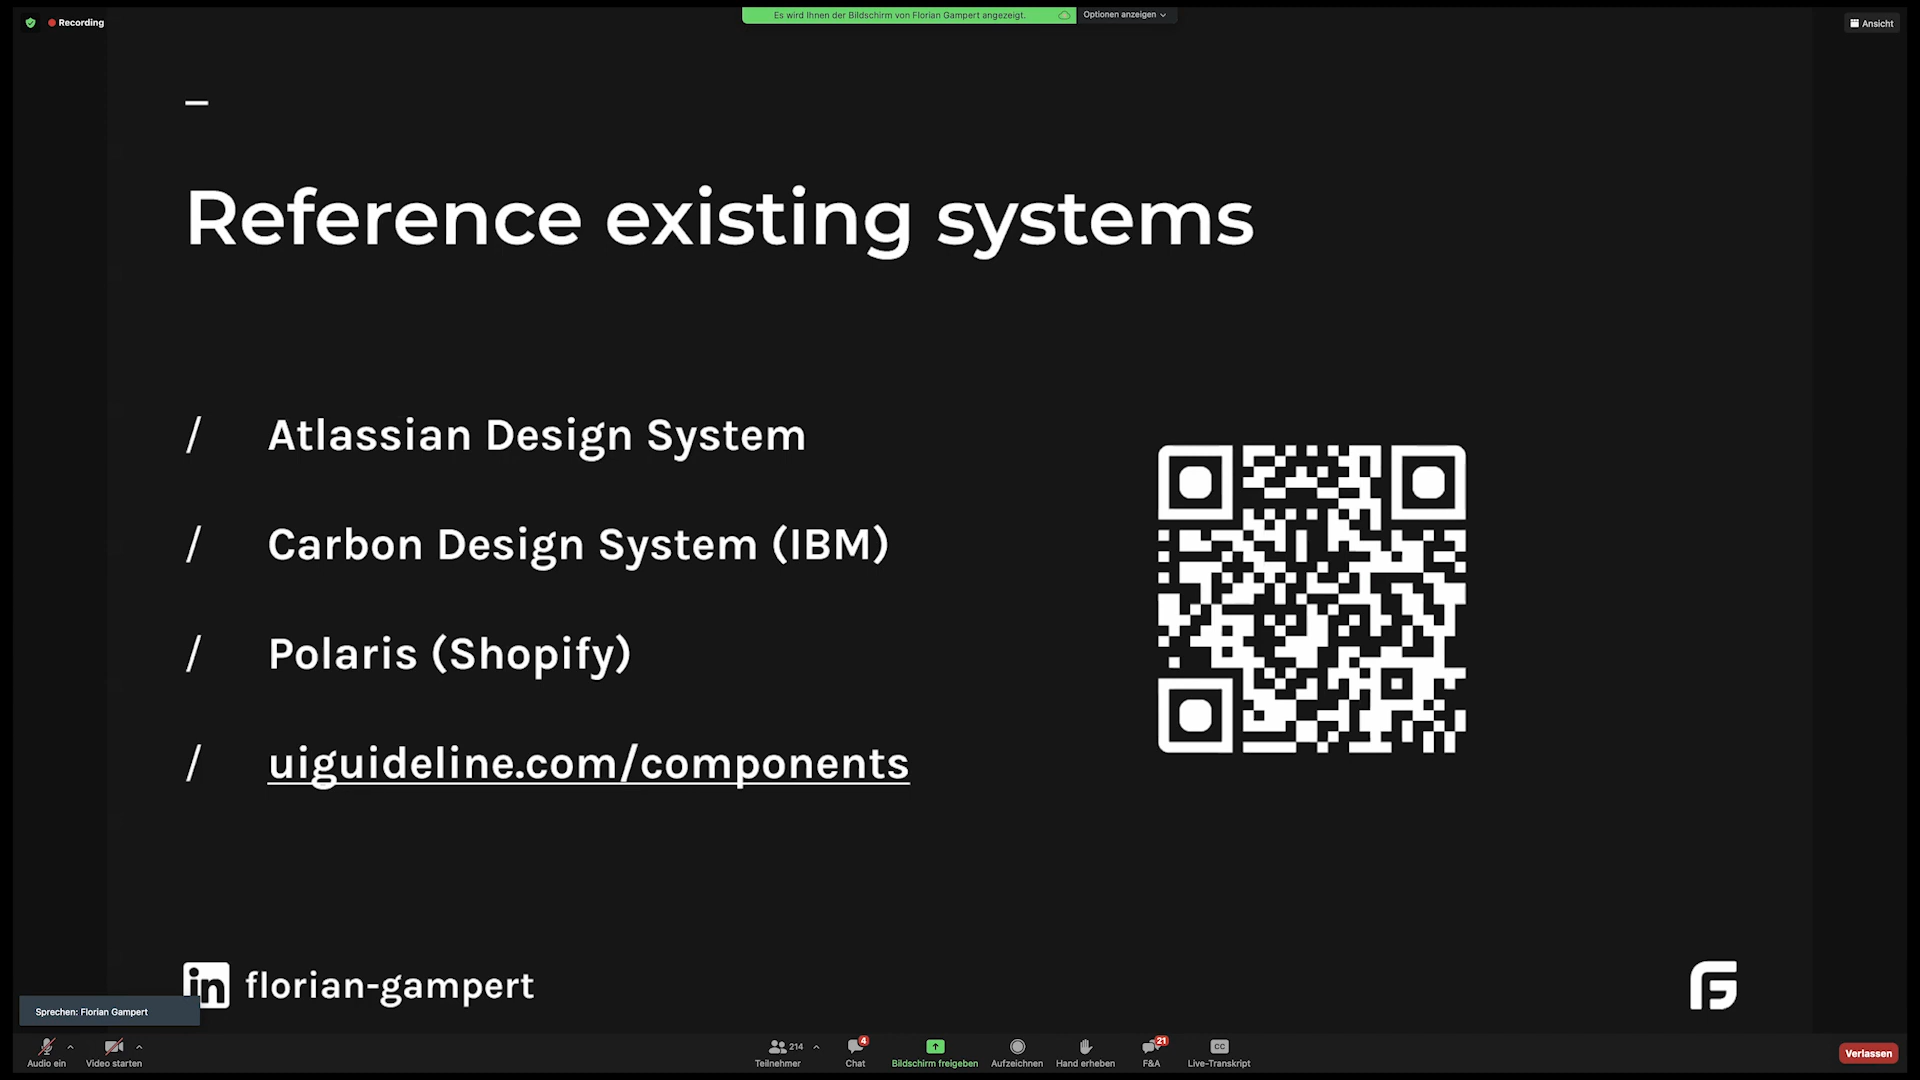 Recording
Es wird Ihnen der Bildschirm von Florian Gampert angezeigt.
Optionen anzeigen
Ansicht
Reference existing systems
/ Atlassian Design System
/ Carbon Design System (IBM)
/ Polaris (Shopify)
/ uiguideline.com/components
in florian-gampert
Sprechen: Florian Gampert
Audio ein
Video starten
214
Teilnehmer
4
Chat
Bildschirm freigeben
Aufzeichnen
Hand erheben
21
F&A
CC
Live-Transkript
Verlassen